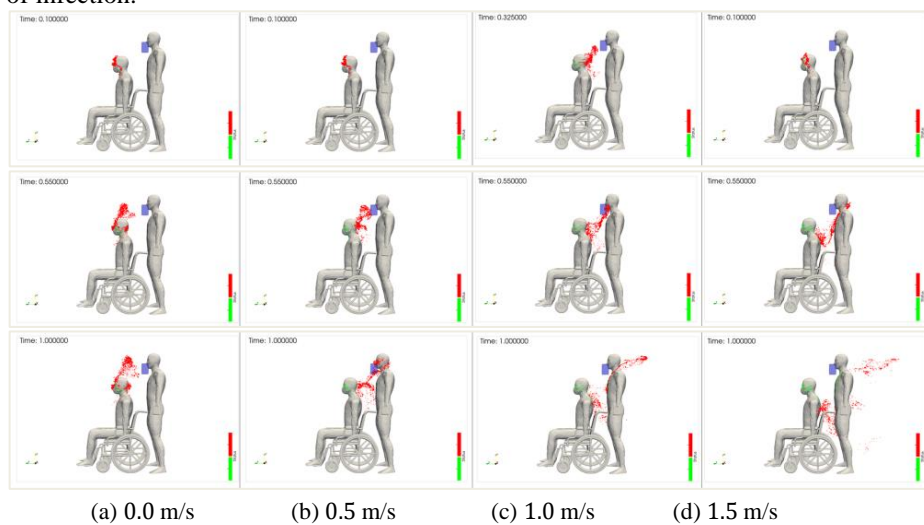 of infection.
Time: 0.100000 Time: 0.100000 Time: 0.325000 Time: 0.100000
Time: 0.550000 Time: 0.550000 Time: 0.550000 Time: 0.550000
Time: 1.000000 Time: 1.000000 Time: 1.000000 Time: 1.000000
(a) 0.0 m/s (b) 0.5 m/s (c) 1.0 m/s (d) 1.5 m/s